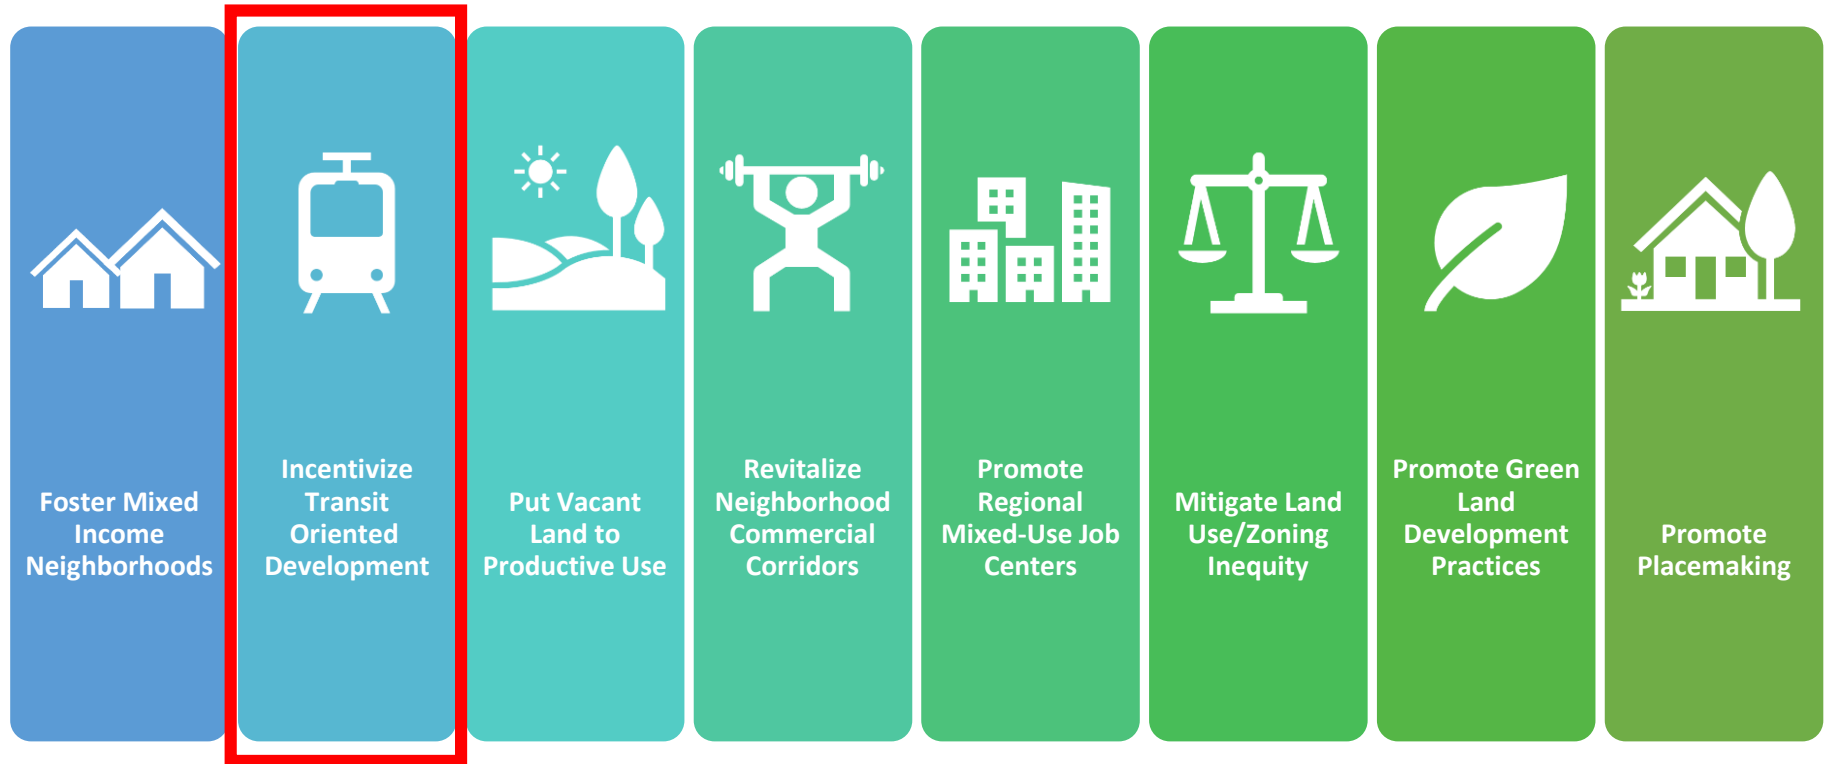 Foster Mixed
Income
Neighborhoods
Incentivize
Transit
Oriented
Development
Put Vacant
Land to
Productive Use
Revitalize
Neighborhood
Commercial
Corridors
Promote
Regional
Mixed-Use Job
Centers
Mitigate Land
Use/Zoning
Inequity
Promote Green
Land
Development
Practices
Promote
Placemaking